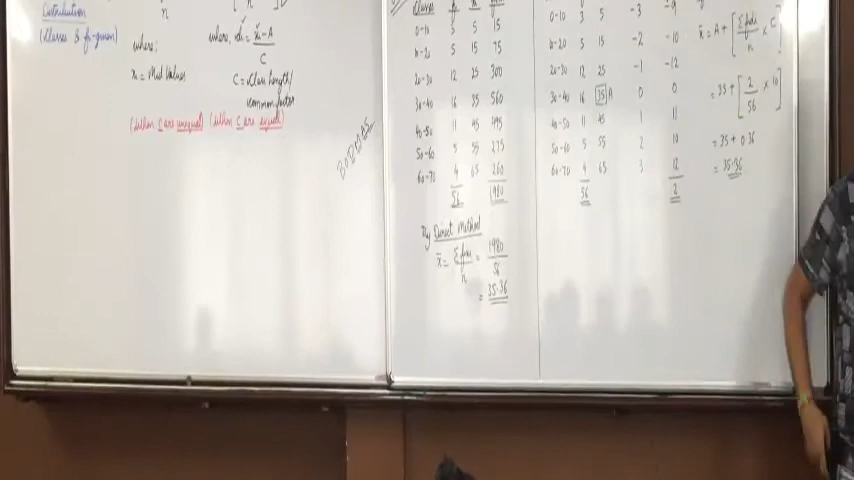 Distribution
(Classes & fr. given)
n
where;
x = Mid Values
where, di = x - A
C
C = Class Length/
common factor
(When C are unequal) (When C are equal)
Classes
0-10 3 5 15
10-20 5 15 75
20-30 12 25 300
30-40 16 35 560
40-50 11 45 495
50-60 5 55 275
60-70 4 65 260
56 1980
By Direct Method
x̄ = Σfixi = 1980
n 56
= 35.36
0-10 3 5 -3 -9
10-20 5 15 -2 -10
20-30 12 25 -1 -12
30-40 16 35 A 0 0
40-50 11 45 1 11
50-60 5 55 2 10
60-70 4 65 3 12
56 2
x̄ = A + [Σfidi / n × C]
= 35 + [2 / 56 × 10]
= 35 + 0.36
= 35.36